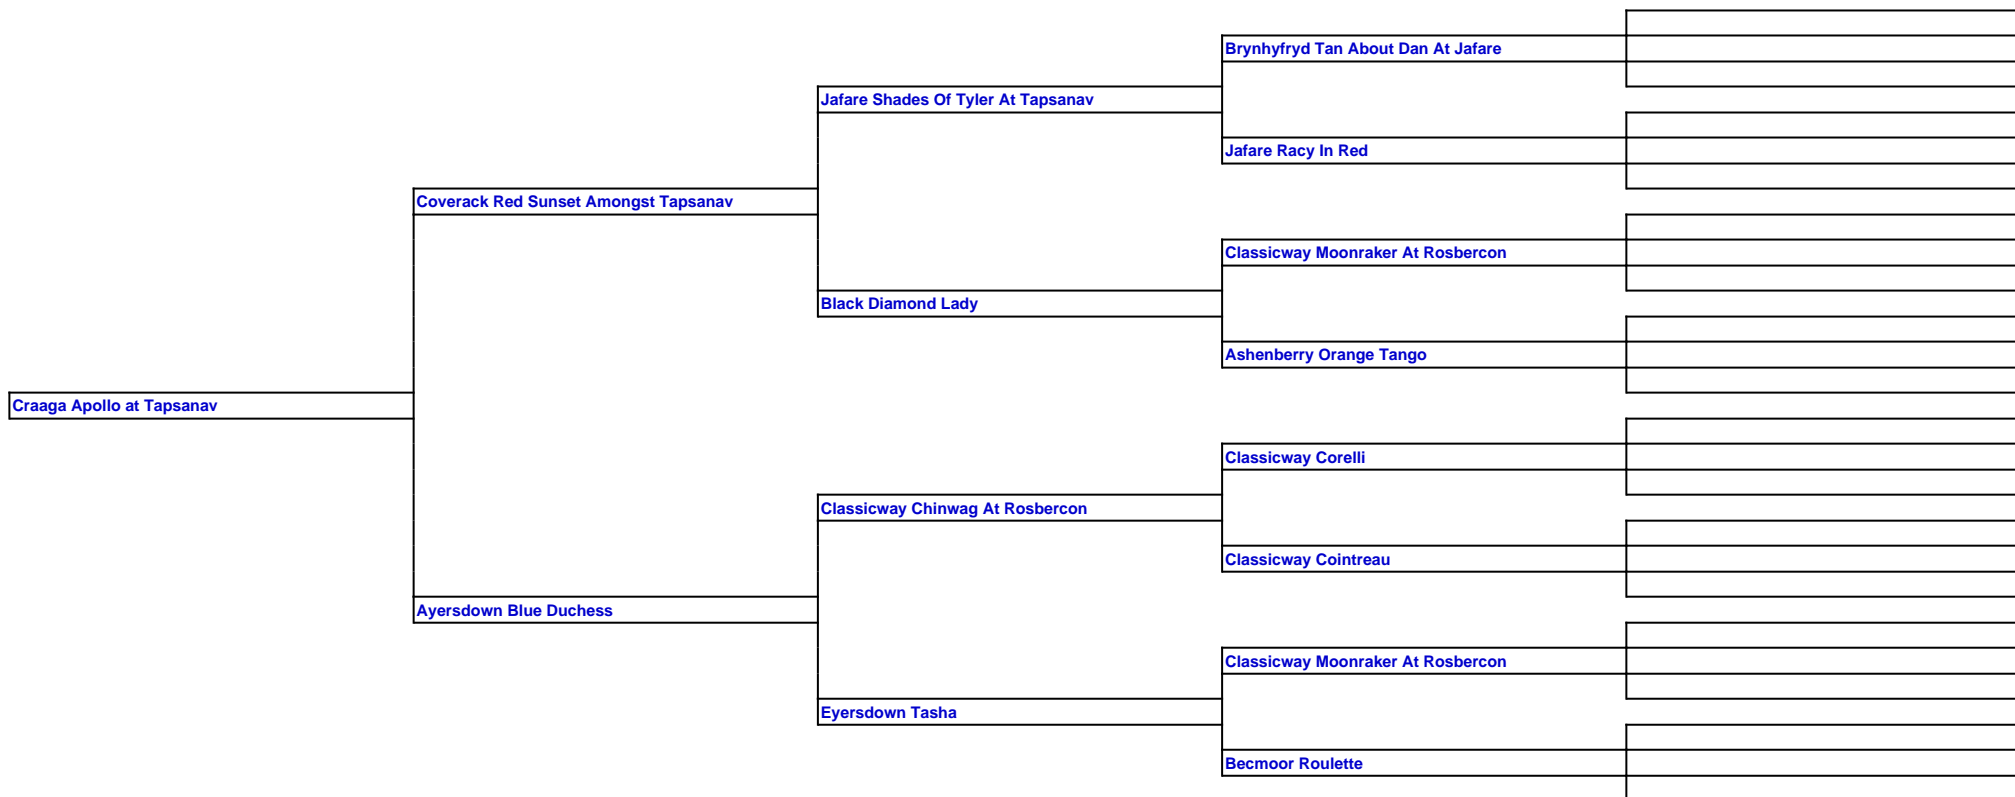 Brynhyfryd Tan About Dan At Jafare
Jafare Shades Of Tyler At Tapsanav
Jafare Racy In Red
Coverack Red Sunset Amongst Tapsanav
Classicway Moonraker At Rosbercon
Black Diamond Lady
Ashenberry Orange Tango
Craaga Apollo at Tapsanav
Classicway Corelli
Classicway Chinwag At Rosbercon
Classicway Cointreau
Ayersdown Blue Duchess
Classicway Moonraker At Rosbercon
Eyersdown Tasha
Becmoor Roulette